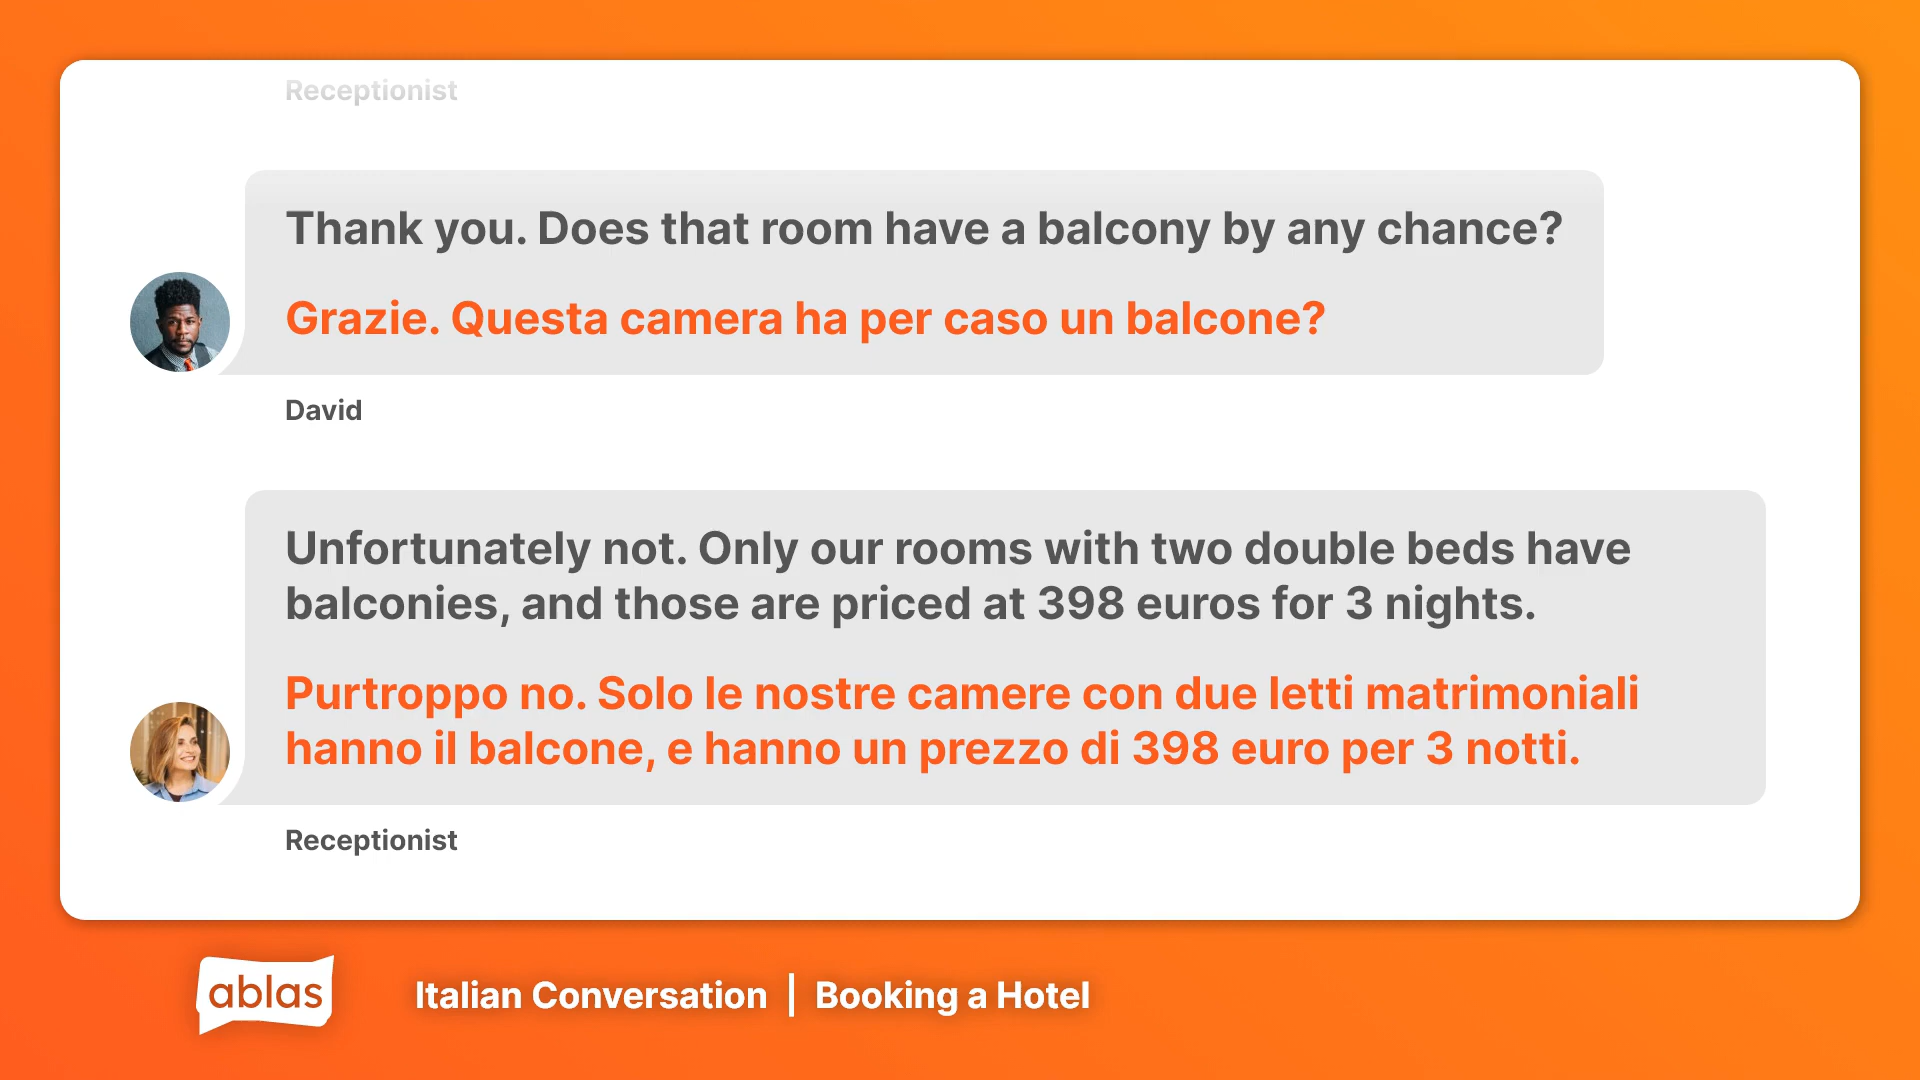 Receptionist
Thank you. Does that room have a balcony by any chance?
Grazie. Questa camera ha per caso un balcone?
David
Unfortunately not. Only our rooms with two double beds have
balconies, and those are priced at 398 euros for 3 nights.
Purtroppo no. Solo le nostre camere con due letti matrimoniali
hanno il balcone, e hanno un prezzo di 398 euro per 3 notti.
Receptionist
ablas
Italian Conversation | Booking a Hotel